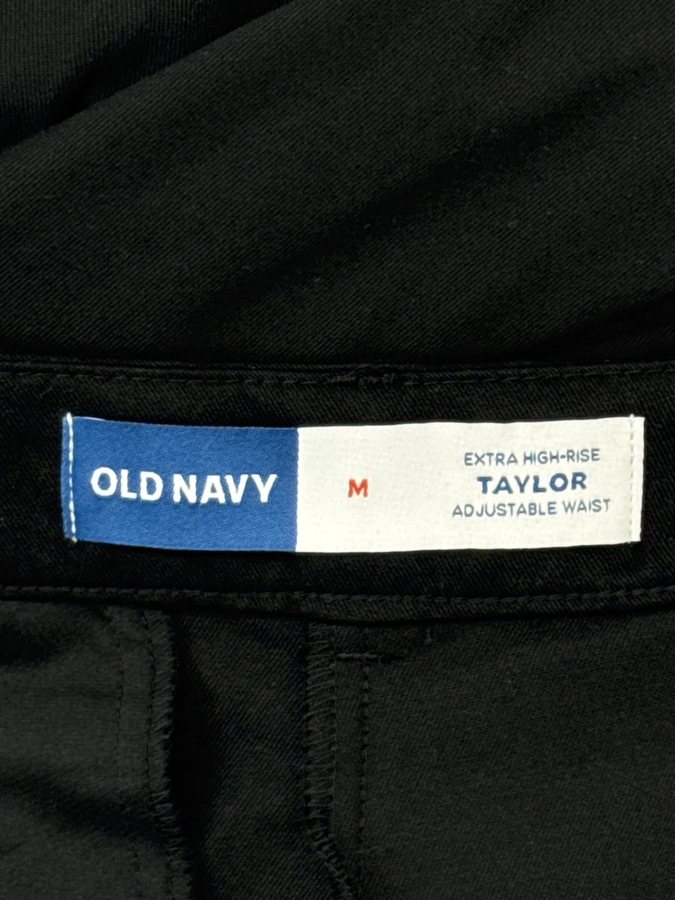 OLD NAVY
M
EXTRA HIGH-RISE
TAYLOR
ADJUSTABLE WAIST